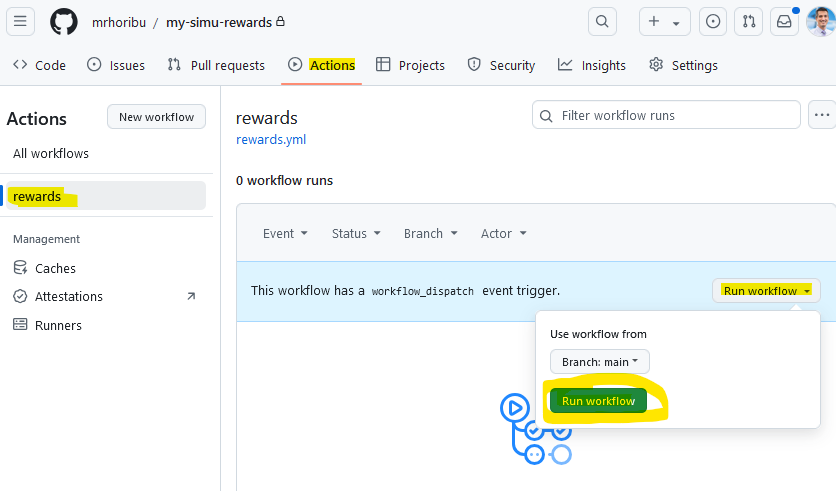 mrhoribu / my-simu-rewards
Code Issues Pull requests Actions Projects Security Insights Settings
Actions
New workflow
All workflows
rewards
Management
Caches
Attestations
Runners
rewards
rewards.yml
Filter workflow runs
0 workflow runs
Event Status Branch Actor
This workflow has a workflow_dispatch event trigger.
Run workflow
Use workflow from
Branch: main
Run workflow